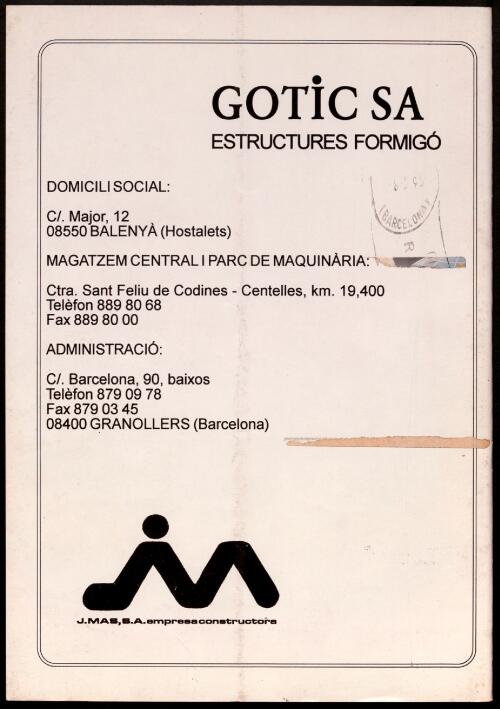 GOTIC SA
ESTRUCTURES FORMIGÓ
DOMICILI SOCIAL:
C/. Major, 12
08550 BALENYÀ (Hostalets)
MAGATZEM CENTRAL I PARC DE MAQUINÀRIA:
Ctra. Sant Feliu de Codines - Centelles, km. 19,400
Telèfon 889 80 68
Fax 889 80 00
ADMINISTRACIÓ:
C/. Barcelona, 90, baixos
Telèfon 879 09 78
Fax 879 03 45
08400 GRANOLLERS (Barcelona)
BARCELONA
JM
J.MAS, S.A. empresa constructora